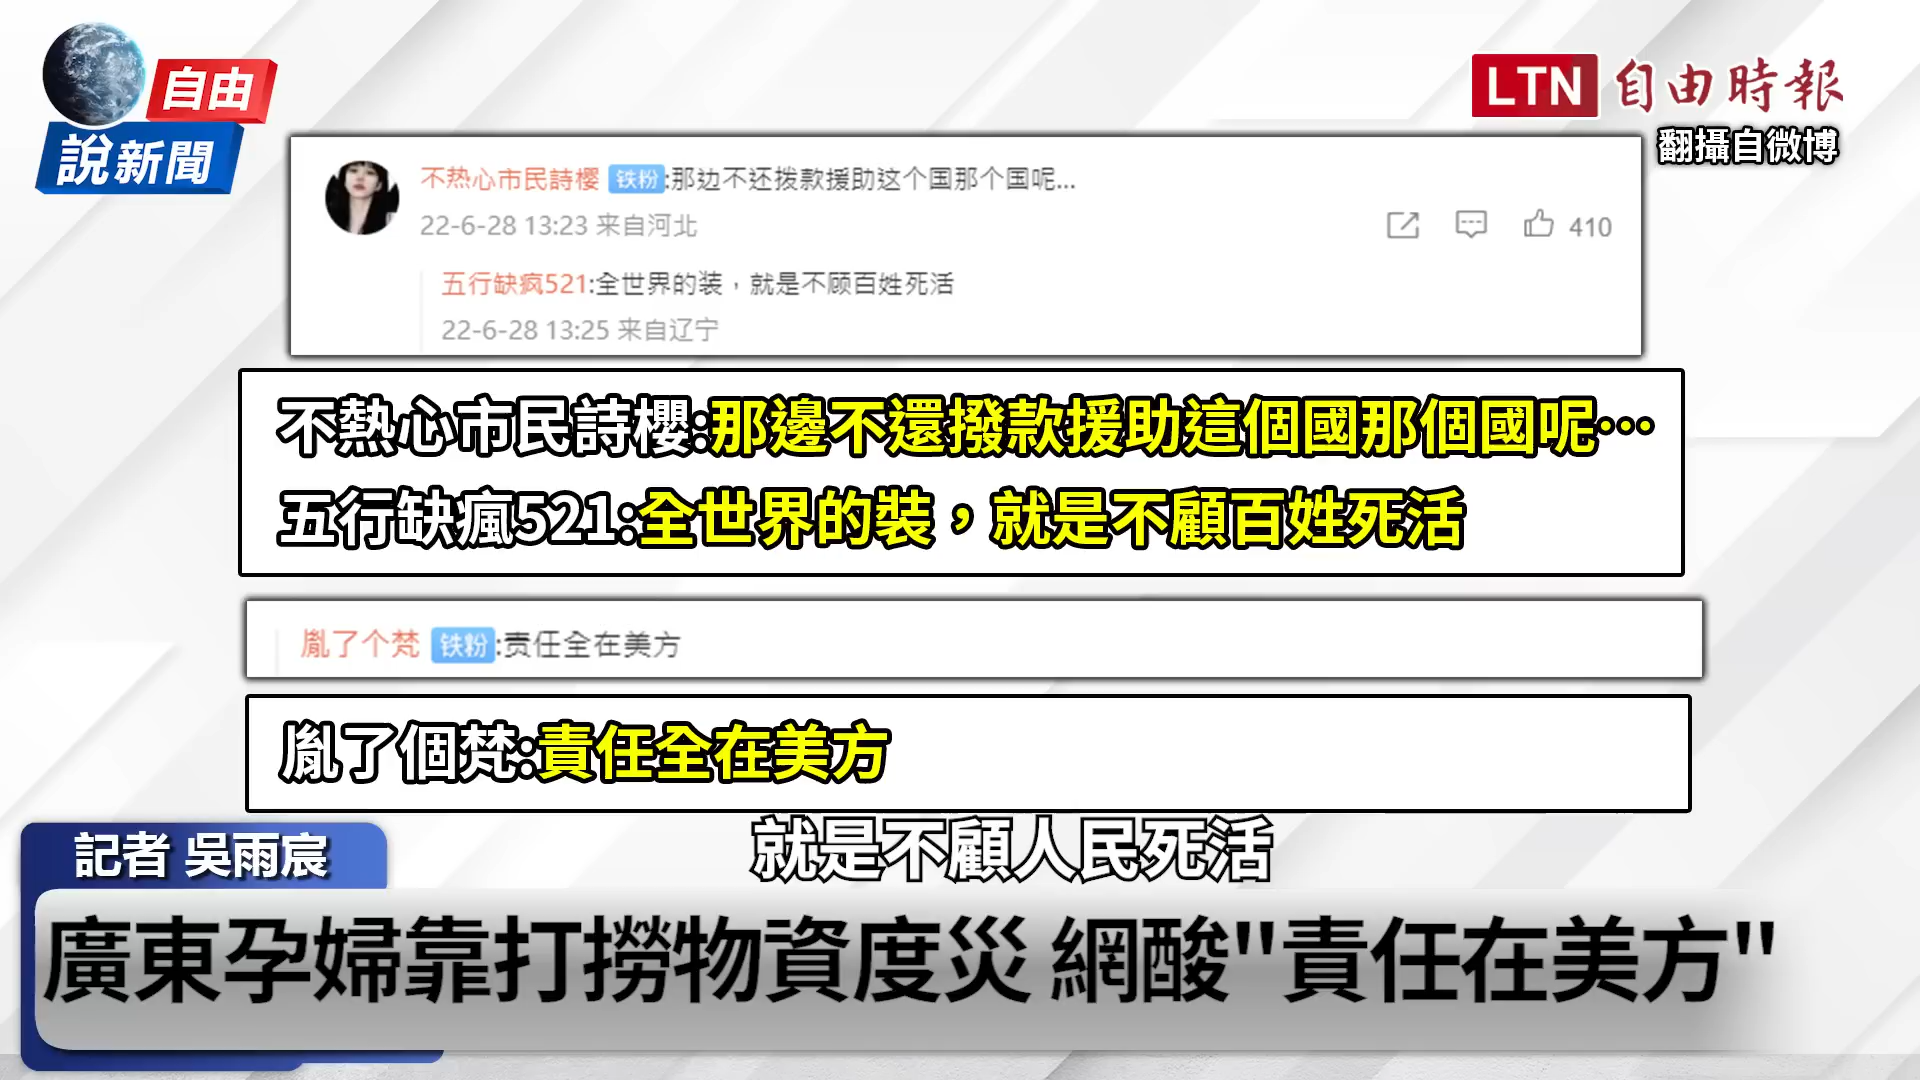 自由
說新聞
LTN 自由時報
翻攝自微博
不热心市民詩櫻 铁粉:那边不还拨款援助这个国那个国呢...
22-6-28 13:23 来自河北
410
五行缺疯521:全世界的装，就是不顾百姓死活
22-6-28 13:25 来自辽宁
不熱心市民詩櫻:那邊不還撥款援助這個國那個國呢…
五行缺瘋521:全世界的裝，就是不顧百姓死活
胤了个梵 铁粉:责任全在美方
胤了個梵:責任全在美方
就是不顧人民死活
記者 吳雨宸
廣東孕婦靠打撈物資度災 網酸"責任在美方"